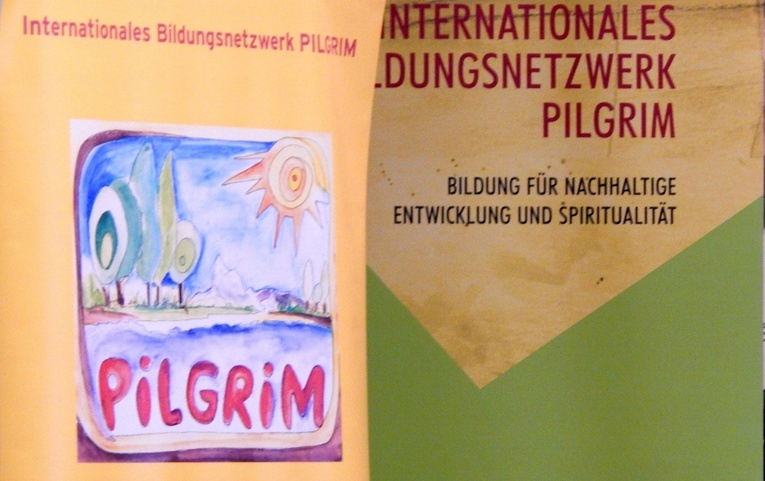 Internationales Bildungsnetzwerk PILGRIM
PiLGRiM
INTERNATIONALES
LDUNGSNETZWERK
PILGRIM
BILDUNG FÜR NACHHALTIGE
ENTWICKLUNG UND SPIRITUALITÄT